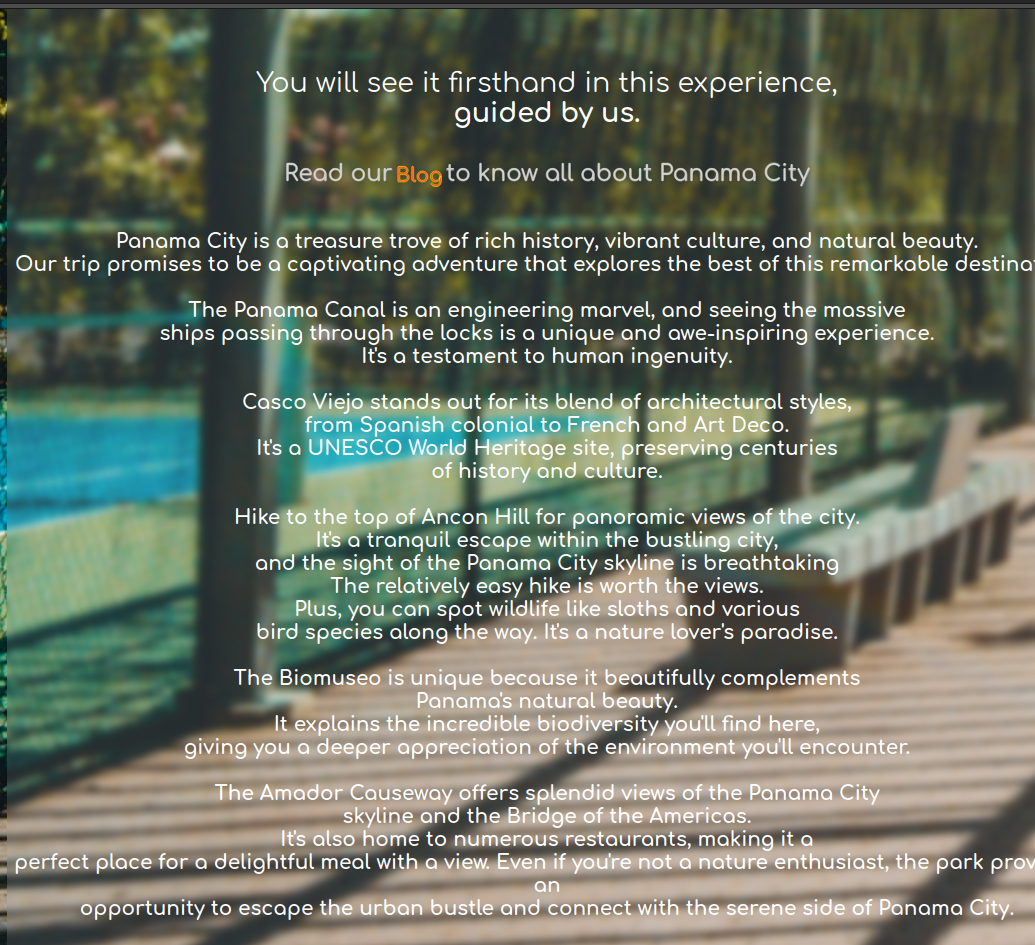 You will see it firsthand in this experience,
guided by us.
Read our Blog to know all about Panama City
Panama City is a treasure trove of rich history, vibrant culture, and natural beauty.
Our trip promises to be a captivating adventure that explores the best of this remarkable
The Panama Canal is an engineering marvel, and seeing the massive
ships passing through the locks is a unique and awe-inspiring experience.
It's a testament to human ingenuity.
Casco Viejo stands out for its blend of architectural styles,
from Spanish colonial to French and Art Deco.
It's a UNESCO World Heritage site, preserving centuries
of history and culture.
Hike to the top of Ancon Hill for panoramic views of the city.
It's a tranquil escape within the bustling city,
and the sight of the Panama City skyline is breathtaking
The relatively easy hike is worth the views.
Plus, you can spot wildlife like sloths and various
bird species along the way. It's a nature lover's paradise.
The Biomuseo is unique because it beautifully complements
Panama's natural beauty.
It explains the incredible biodiversity you'll find here,
giving you a deeper appreciation of the environment you'll encounter.
The Amador Causeway offers splendid views of the Panama City
skyline and the Bridge of the Americas.
It's also home to numerous restaurants, making it a
perfect place for a delightful meal with a view. Even if you're not a nature enthusiast, the park
an
opportunity to escape the urban bustle and connect with the serene side of Panama City.